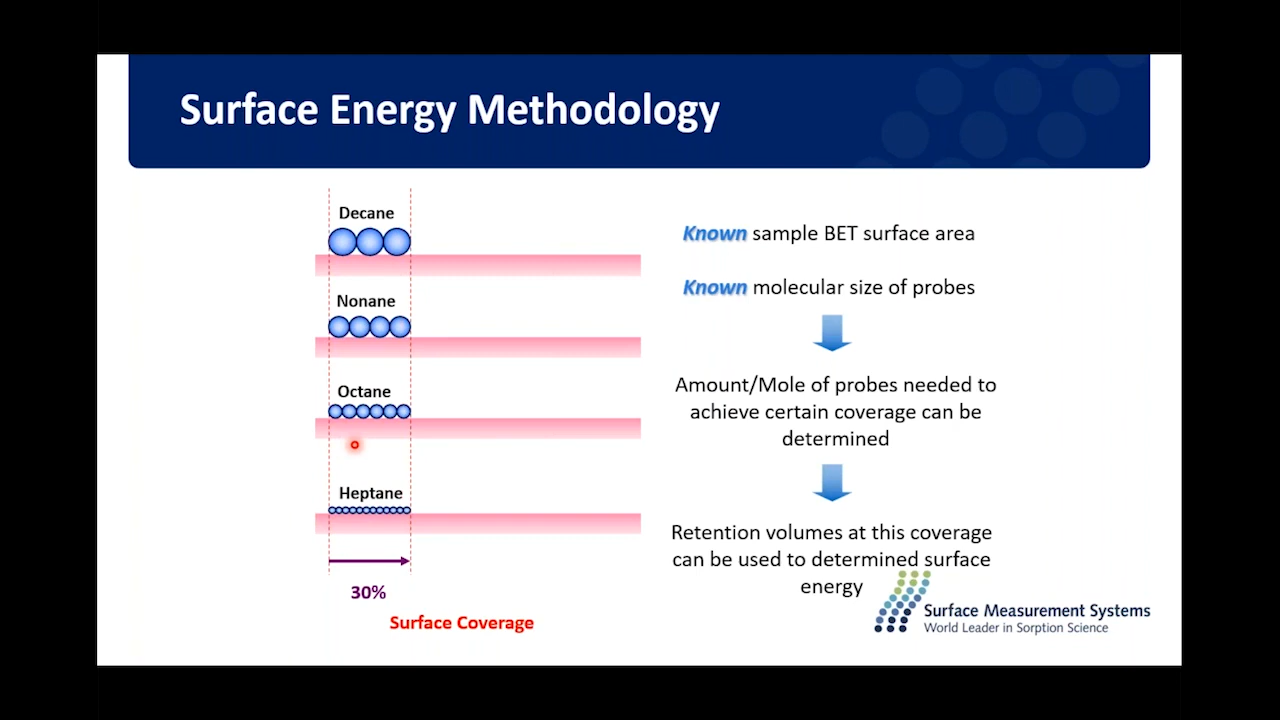 Surface Energy Methodology
Decane
Nonane
Octane
Heptane
30%
Surface Coverage
Known sample BET surface area
Known molecular size of probes
Amount/Mole of probes needed to
achieve certain coverage can be
determined
Retention volumes at this coverage
can be used to determined surface
energy
Surface Measurement Systems
World Leader in Sorption Science